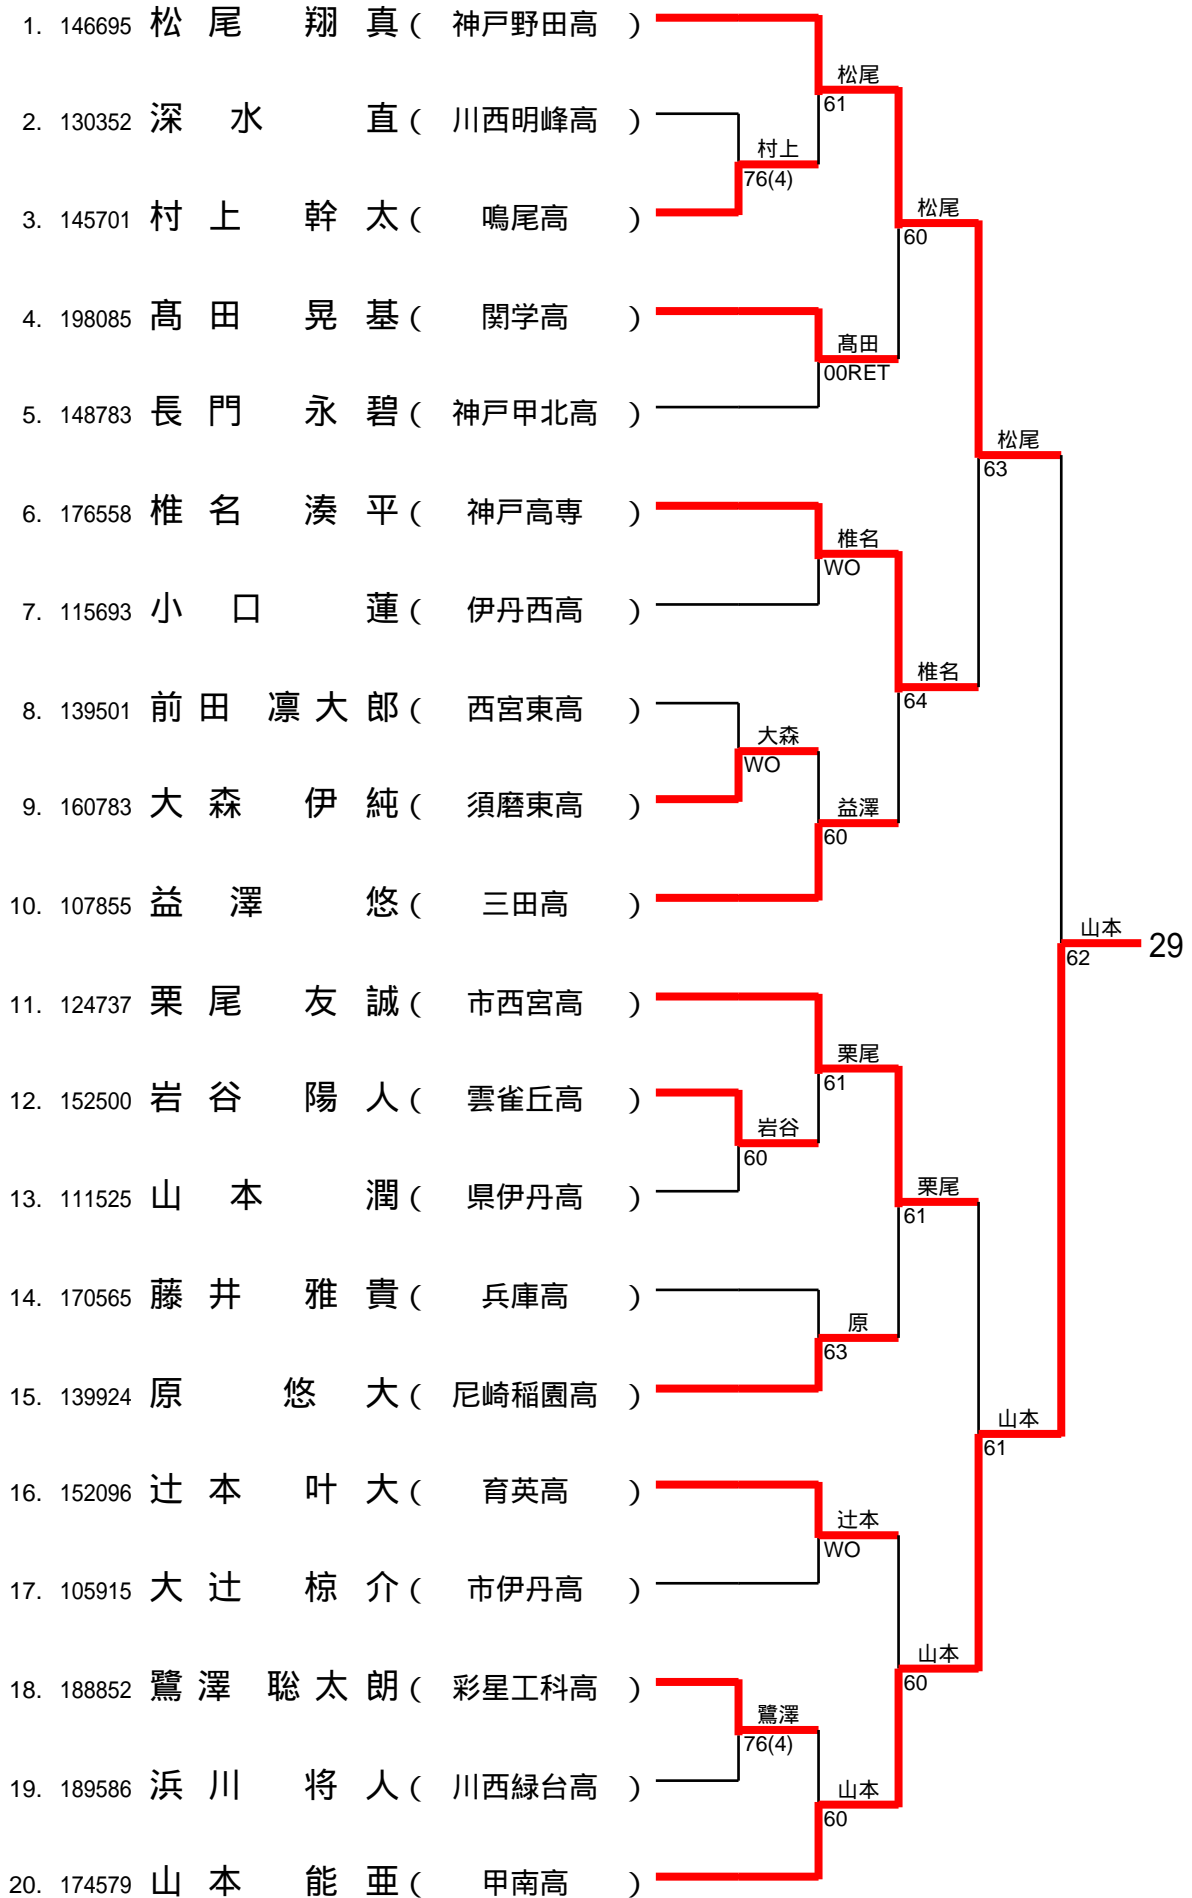 1. 146695 松尾 翔真 ( 神戸野田高 )
松尾
61
2. 130352 深水 直 ( 川西明峰高 )
村上
76(4)
3. 145701 村上 幹太 ( 鳴尾高 )
松尾
60
4. 198085 髙田 晃基 ( 関学高 )
髙田
00RET
5. 148783 長門 永碧 ( 神戸甲北高 )
松尾
63
6. 176558 椎名 湊平 ( 神戸高専 )
椎名
WO
7. 115693 小口 蓮 ( 伊丹西高 )
椎名
64
8. 139501 前田 凛大郎 ( 西宮東高 )
大森
WO
9. 160783 大森 伊純 ( 須磨東高 )
益澤
60
10. 107855 益澤 悠 ( 三田高 )
山本
62
29
11. 124737 栗尾 友誠 ( 市西宮高 )
栗尾
61
12. 152500 岩谷 陽人 ( 雲雀丘高 )
岩谷
60
13. 111525 山本 潤 ( 県伊丹高 )
栗尾
61
14. 170565 藤井 雅貴 ( 兵庫高 )
原
63
15. 139924 原 悠大 ( 尼崎稲園高 )
山本
61
16. 152096 辻本 叶大 ( 育英高 )
辻本
WO
17. 105915 大辻 椋介 ( 市伊丹高 )
山本
60
18. 188852 鷺澤 聡太朗 ( 彩星工科高 )
鷺澤
76(4)
19. 189586 浜川 将人 ( 川西緑台高 )
山本
60
20. 174579 山本 能亜 ( 甲南高 )